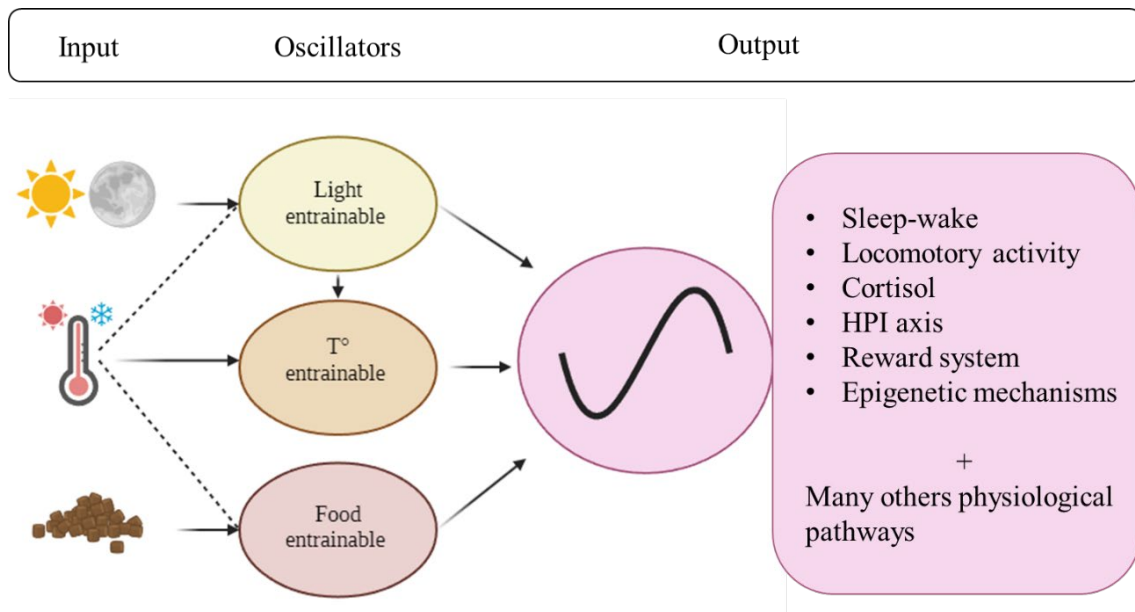 Input Oscillators Output
Light
entrainable
T°
entrainable
Food
entrainable
• Sleep-wake
• Locomotory activity
• Cortisol
• HPI axis
• Reward system
• Epigenetic mechanisms
+
Many others physiological
pathways